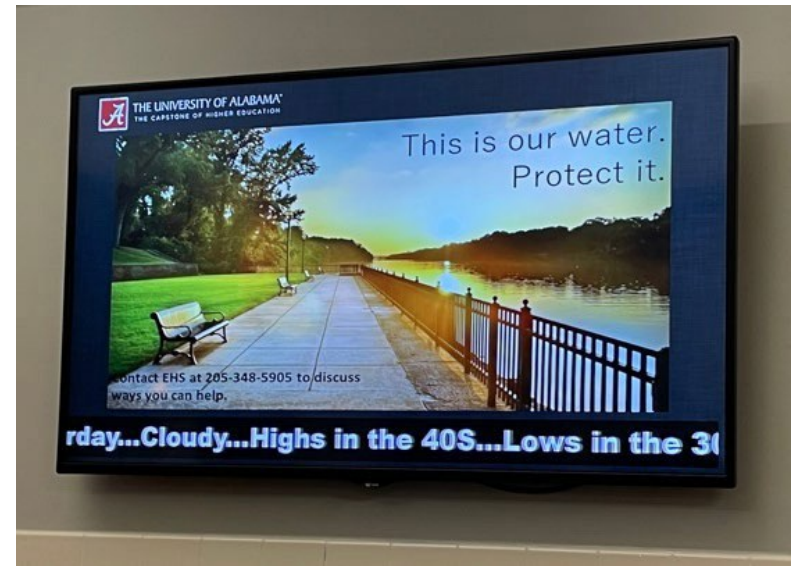 THE UNIVERSITY OF ALABAMA®
THE CAPSTONE OF HIGHER EDUCATION
This is our water.
Protect it.
Contact EHS at 205-348-5905 to discuss
ways you can help.
rday...Cloudy...Highs in the 40S...Lows in the 3